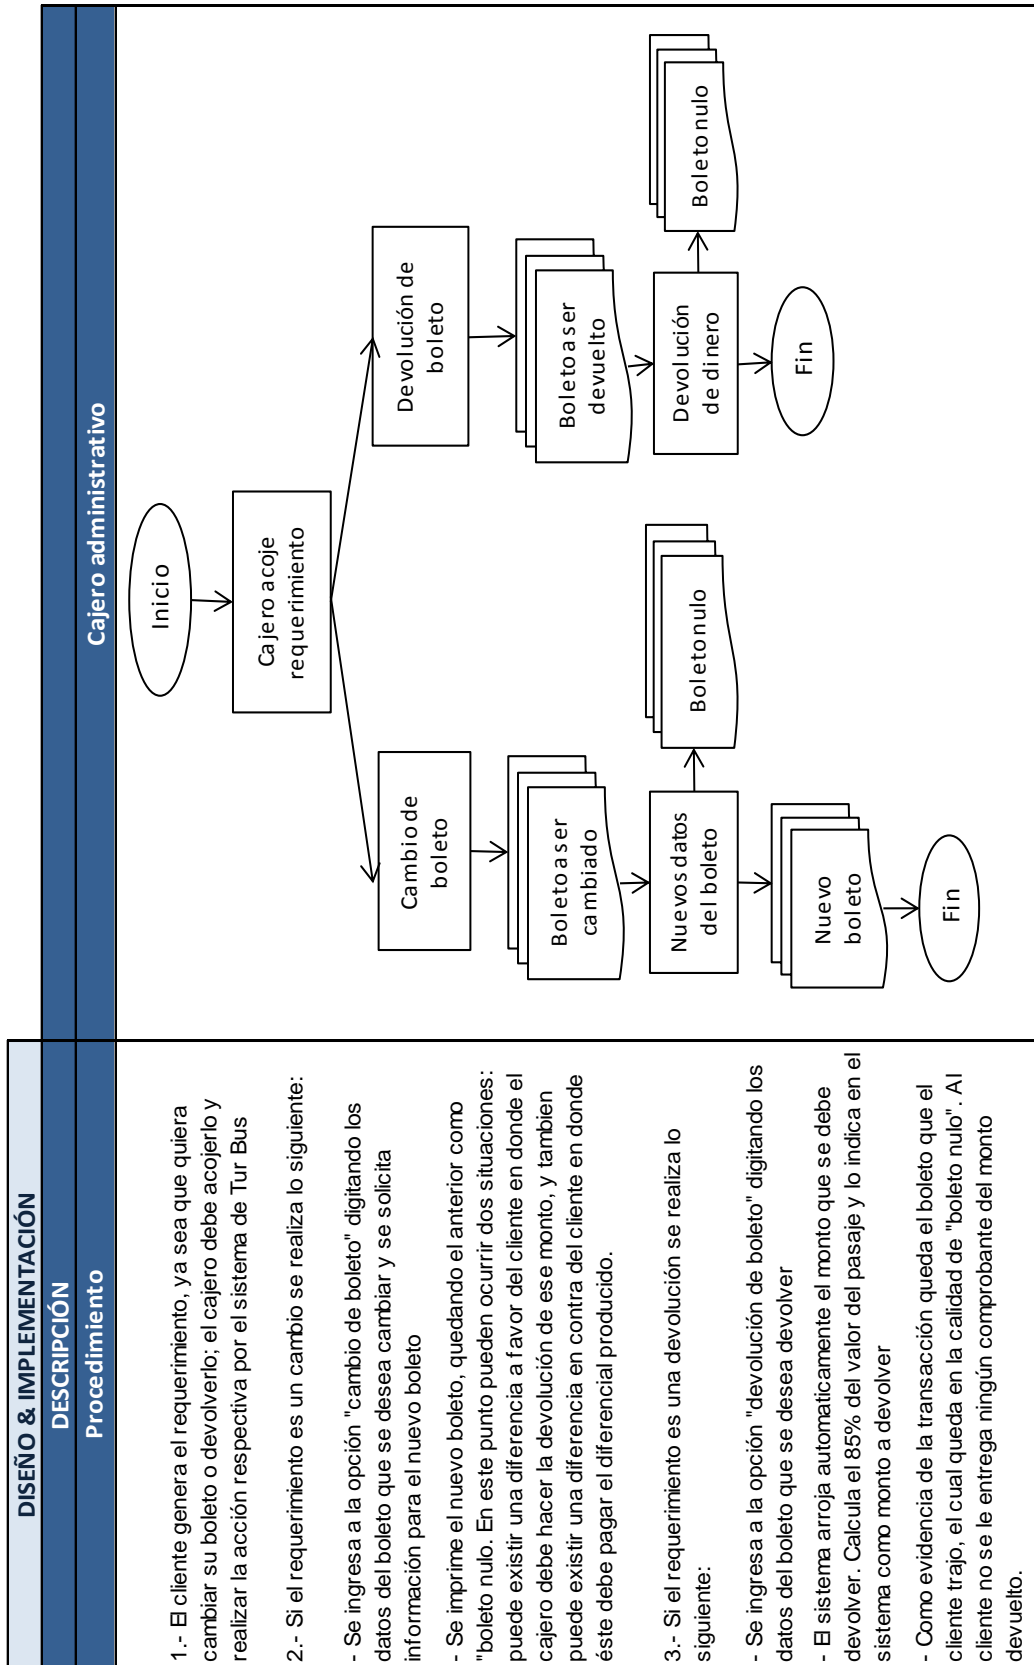 DISEÑO & IMPLEMENTACIÓN
DESCRIPCIÓN
Procedimiento
Cajero administrativo
1.- El cliente genera el requerimiento, ya sea que quiera
cambiar su boleto o devolverlo; el cajero debe acojerlo y
realizar la acción respectiva por el sistema de Tur Bus
2.- Si el requerimiento es un cambio se realiza lo siguiente:
- Se ingresa a la opción "cambio de boleto" digitando los
datos del boleto que se desea cambiar y se solicita
información para el nuevo boleto
- Se imprime el nuevo boleto, quedando el anterior como
"boleto nulo. En este punto pueden ocurrir dos situaciones:
puede existir una diferencia a favor del cliente en donde el
cajero debe hacer la devolución de ese monto, y tambien
puede existir una diferencia en contra del cliente en donde
éste debe pagar el diferencial producido.
3.- Si el requerimiento es una devolución se realiza lo
siguiente:
- Se ingresa a la opción "devolución de boleto" digitando los
datos del boleto que se desea devolver
- El sistema arroja automaticamente el monto que se debe
devolver. Calcula el 85% del valor del pasaje y lo indica en el
sistema como monto a devolver
- Como evidencia de la transacción queda el boleto que el
cliente trajo, el cual queda en la calidad de "boleto nulo". Al
cliente no se le entrega ningún comprobante del monto
devuelto.
Inicio
Cajero acoje
requerimiento
Cambio de
boleto
Boleto a ser
cambiado
Nuevos datos
del boleto
Boleto nulo
Nuevo
boleto
Fin
Devolución de
boleto
Boleto a ser
devuelto
Devolución
de dinero
Boleto nulo
Fin